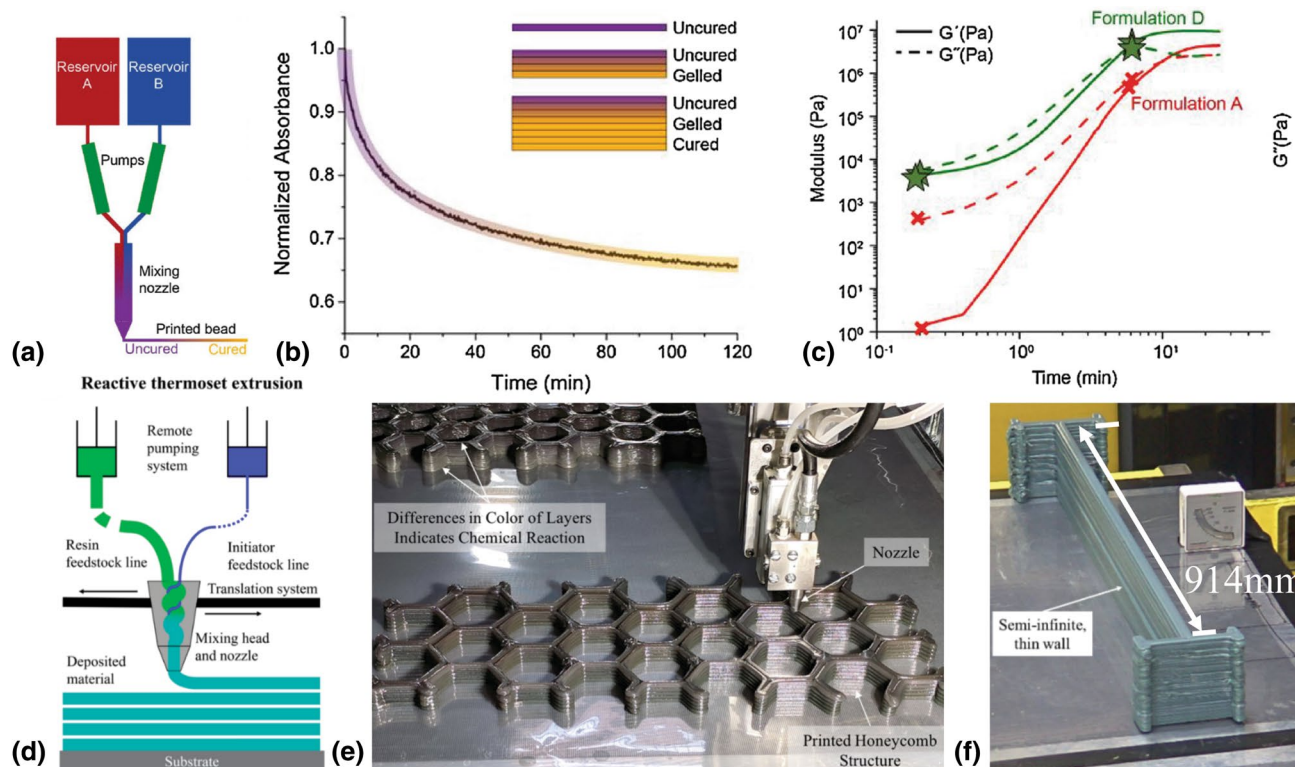 (a)
Reservoir
A
Reservoir
B
Pumps
Mixing
nozzle
Printed bead
Uncured
Cured
(b)
Normalized Absorbance
1.0
0.9
0.8
0.7
0.6
0
20
40
60
80
100
120
Time (min)
Uncured
Uncured
Gelled
Uncured
Gelled
Cured
(c)
Modulus (Pa)
10⁷
10⁶
10⁵
10⁴
10³
10²
10¹
10⁰
10⁻¹
10⁰
10¹
Time (min)
G′(Pa)
G″(Pa)
Formulation D
Formulation A
G″(Pa)
Reactive thermoset extrusion
Remote
pumping
system
Resin
feedstock line
Initiator
feedstock line
Translation system
Mixing head
and nozzle
Deposited
material
Substrate
(d)
Differences in Color of Layers
Indicates Chemical Reaction
Nozzle
Printed Honeycomb
Structure
(e)
914mm
Semi-infinite,
thin wall
(f)